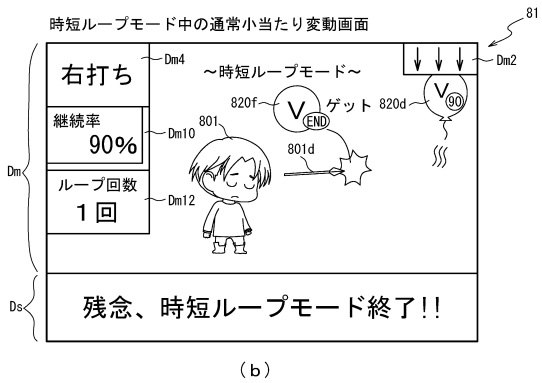 時短ループモード中の通常小当たり変動画面
81
右打ち
Dm4
～時短ループモード～
Dm2
820f
V
END
ゲット
820d
V
90
継続率
90%
Dm10
801
801d
Dm
ループ回数
1回
Dm12
Ds
残念、時短ループモード終了!!
(b)